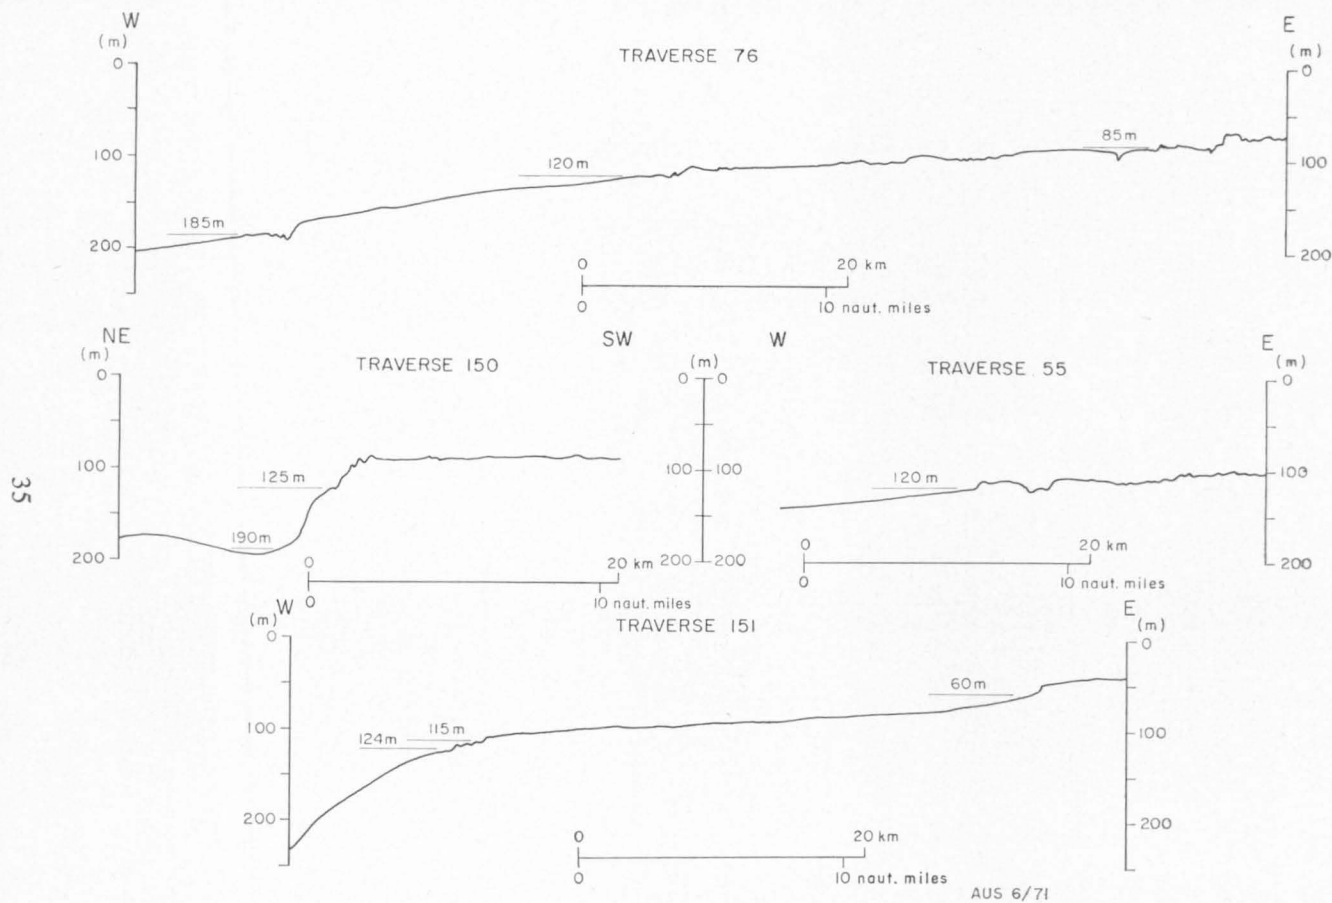 W
(m)
0
100
200
TRAVERSE 76
E
(m)
0
100
200
185m
120m
85m
0 20 km
0 10 naut. miles
NE
(m)
0
100
200
TRAVERSE 150
SW
(m)
0 0
100 100
200 200
125m
190m
0 20 km
0 10 naut. miles
W
TRAVERSE 55
E
(m)
0
100
200
120m
0 20 km
0 10 naut. miles
W
(m)
0
100
200
TRAVERSE 151
E
(m)
0
100
200
124m
115m
60m
0 20 km
0 10 naut. miles
AUS 6/71
35